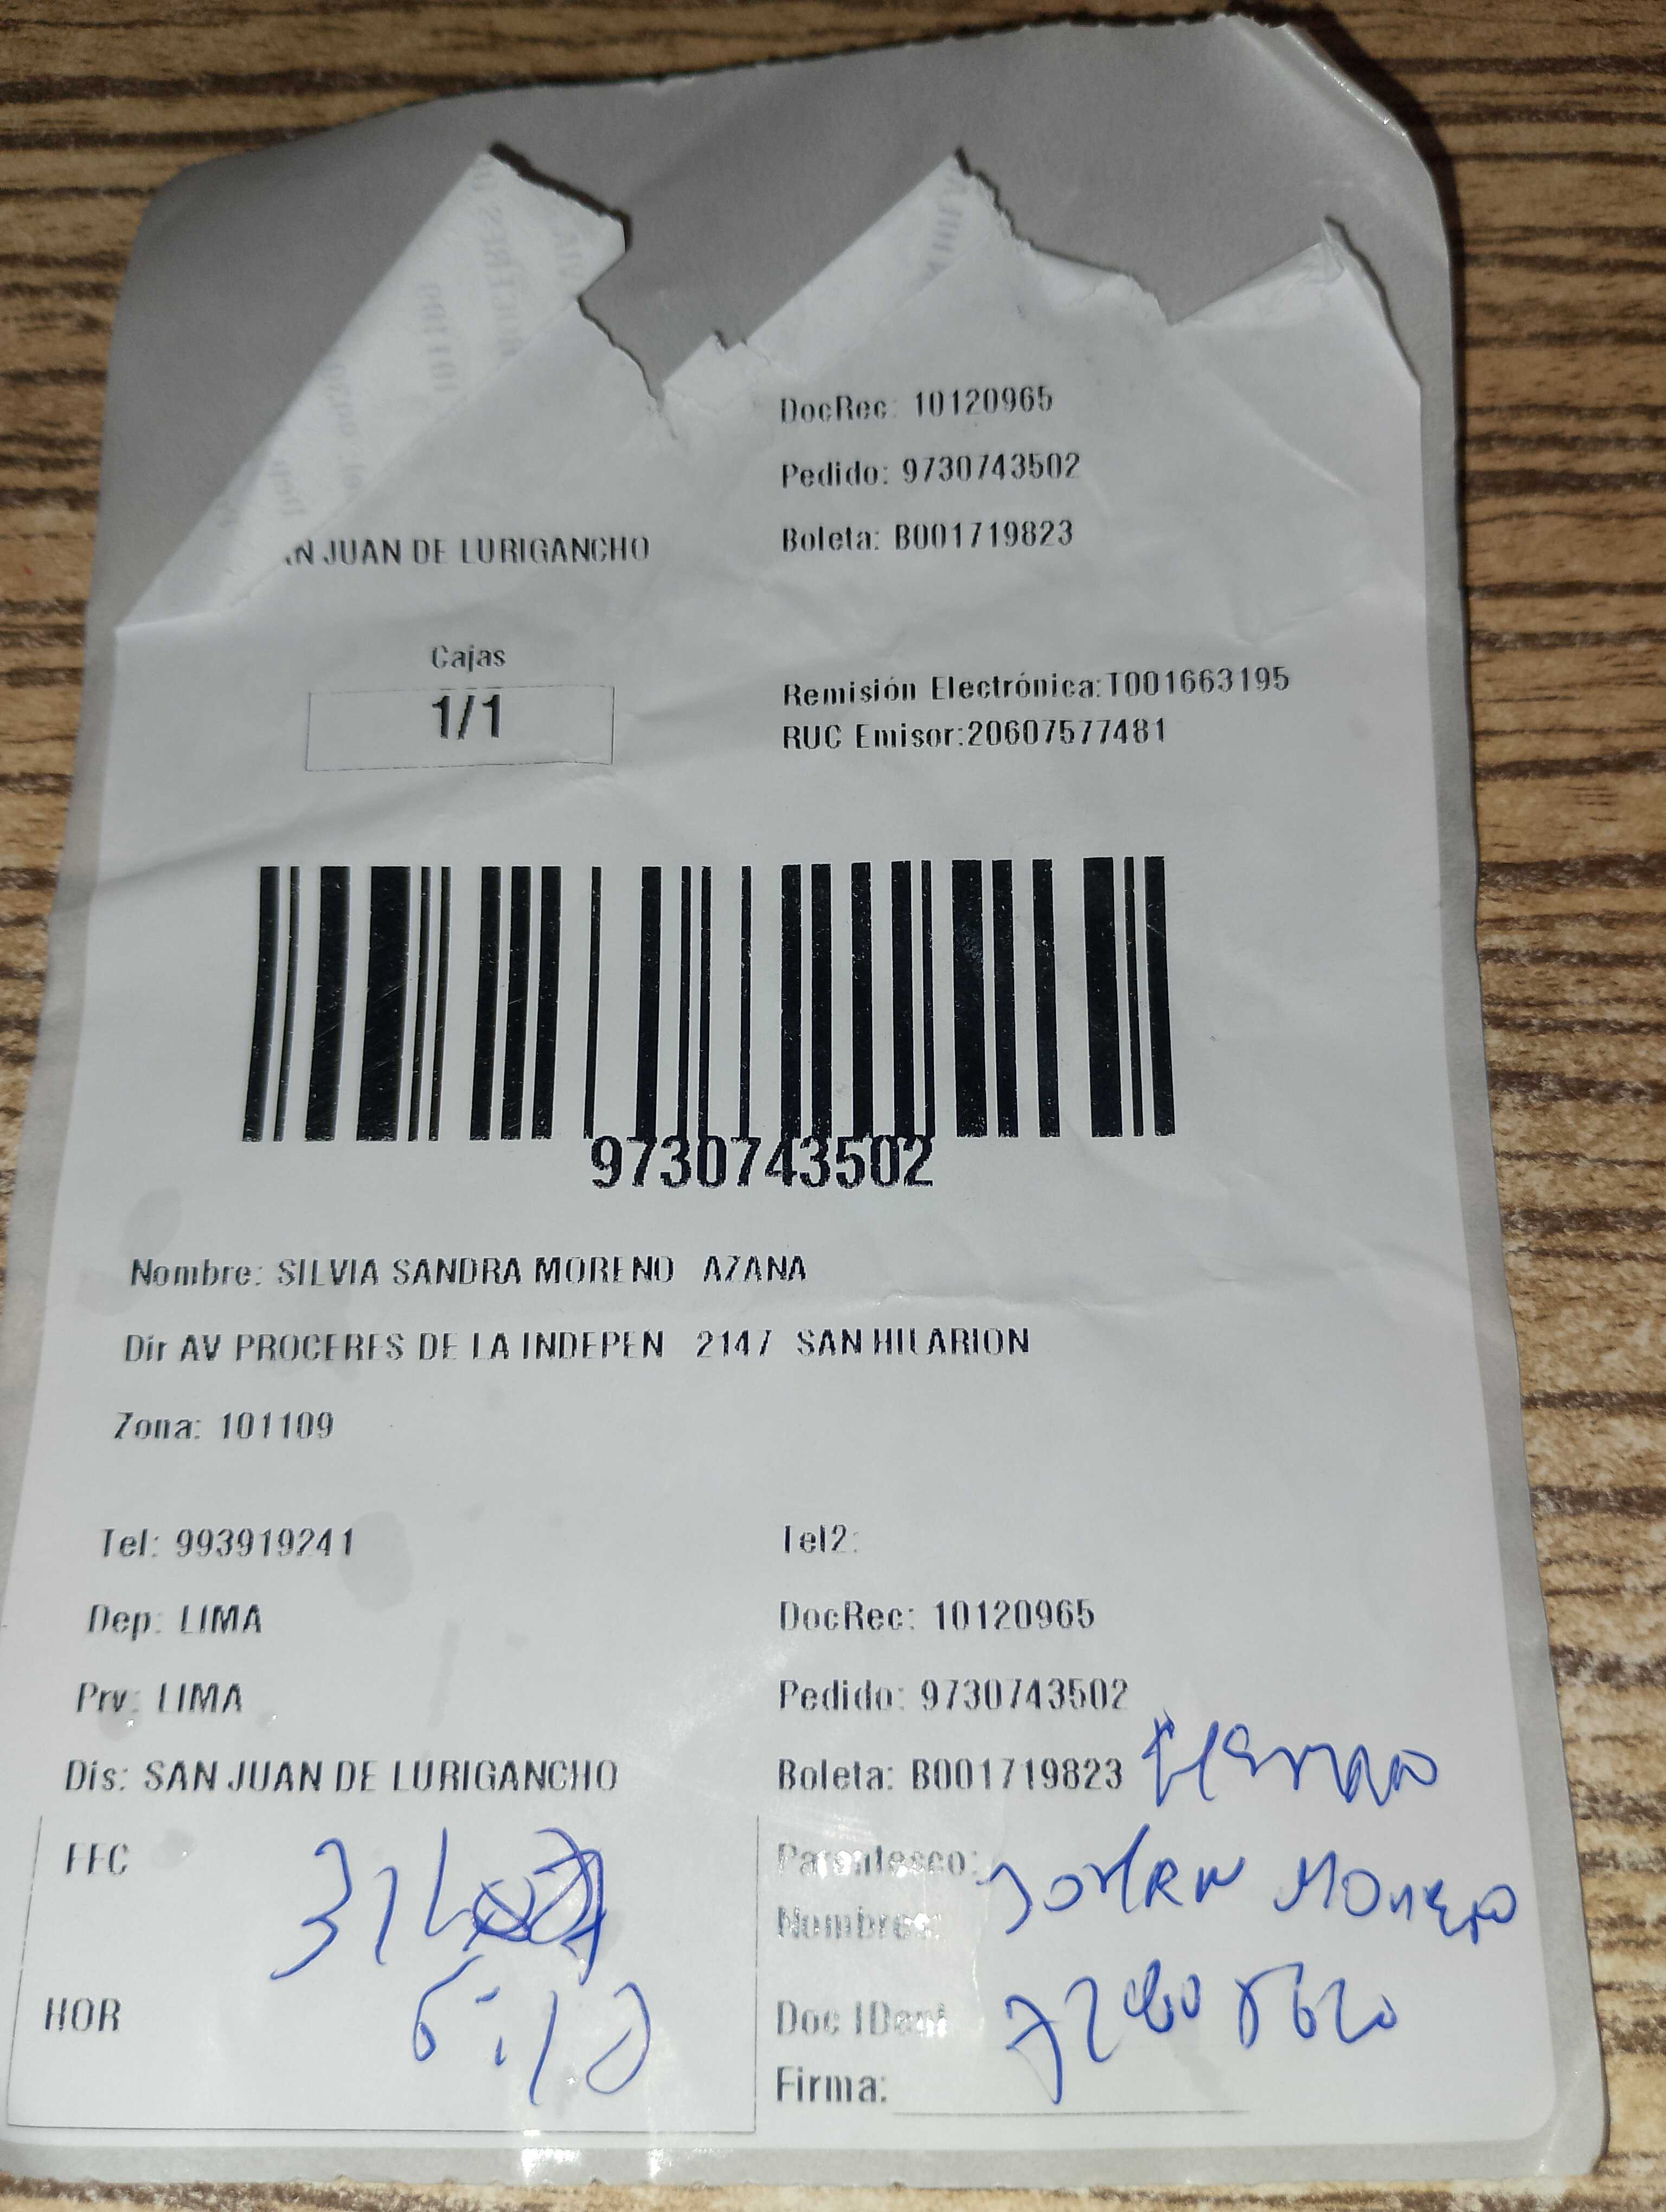 DocRec: 10120965
Pedido: 9730743502
Boleta: B001719823
N JUAN DE LURIGANCHO
Cajas
1/1
Remisión Electrónica:T001663195
RUC Emisor:20607577481
9730743502
Nombre: SILVIA SANDRA MORENO AZANA
Dir AV PROCERES DE LA INDEPEN 2147 SAN HILARION
Zona: 101109
Tel: 993919241
Tel2:
Dep: LIMA
DocRec: 10120965
Prv: LIMA
Pedido: 9730743502
Dis: SAN JUAN DE LURIGANCHO
Boleta: B001719823
FFC
Parentesco:
Nombres:
HOR
Doc IDent
Firma: